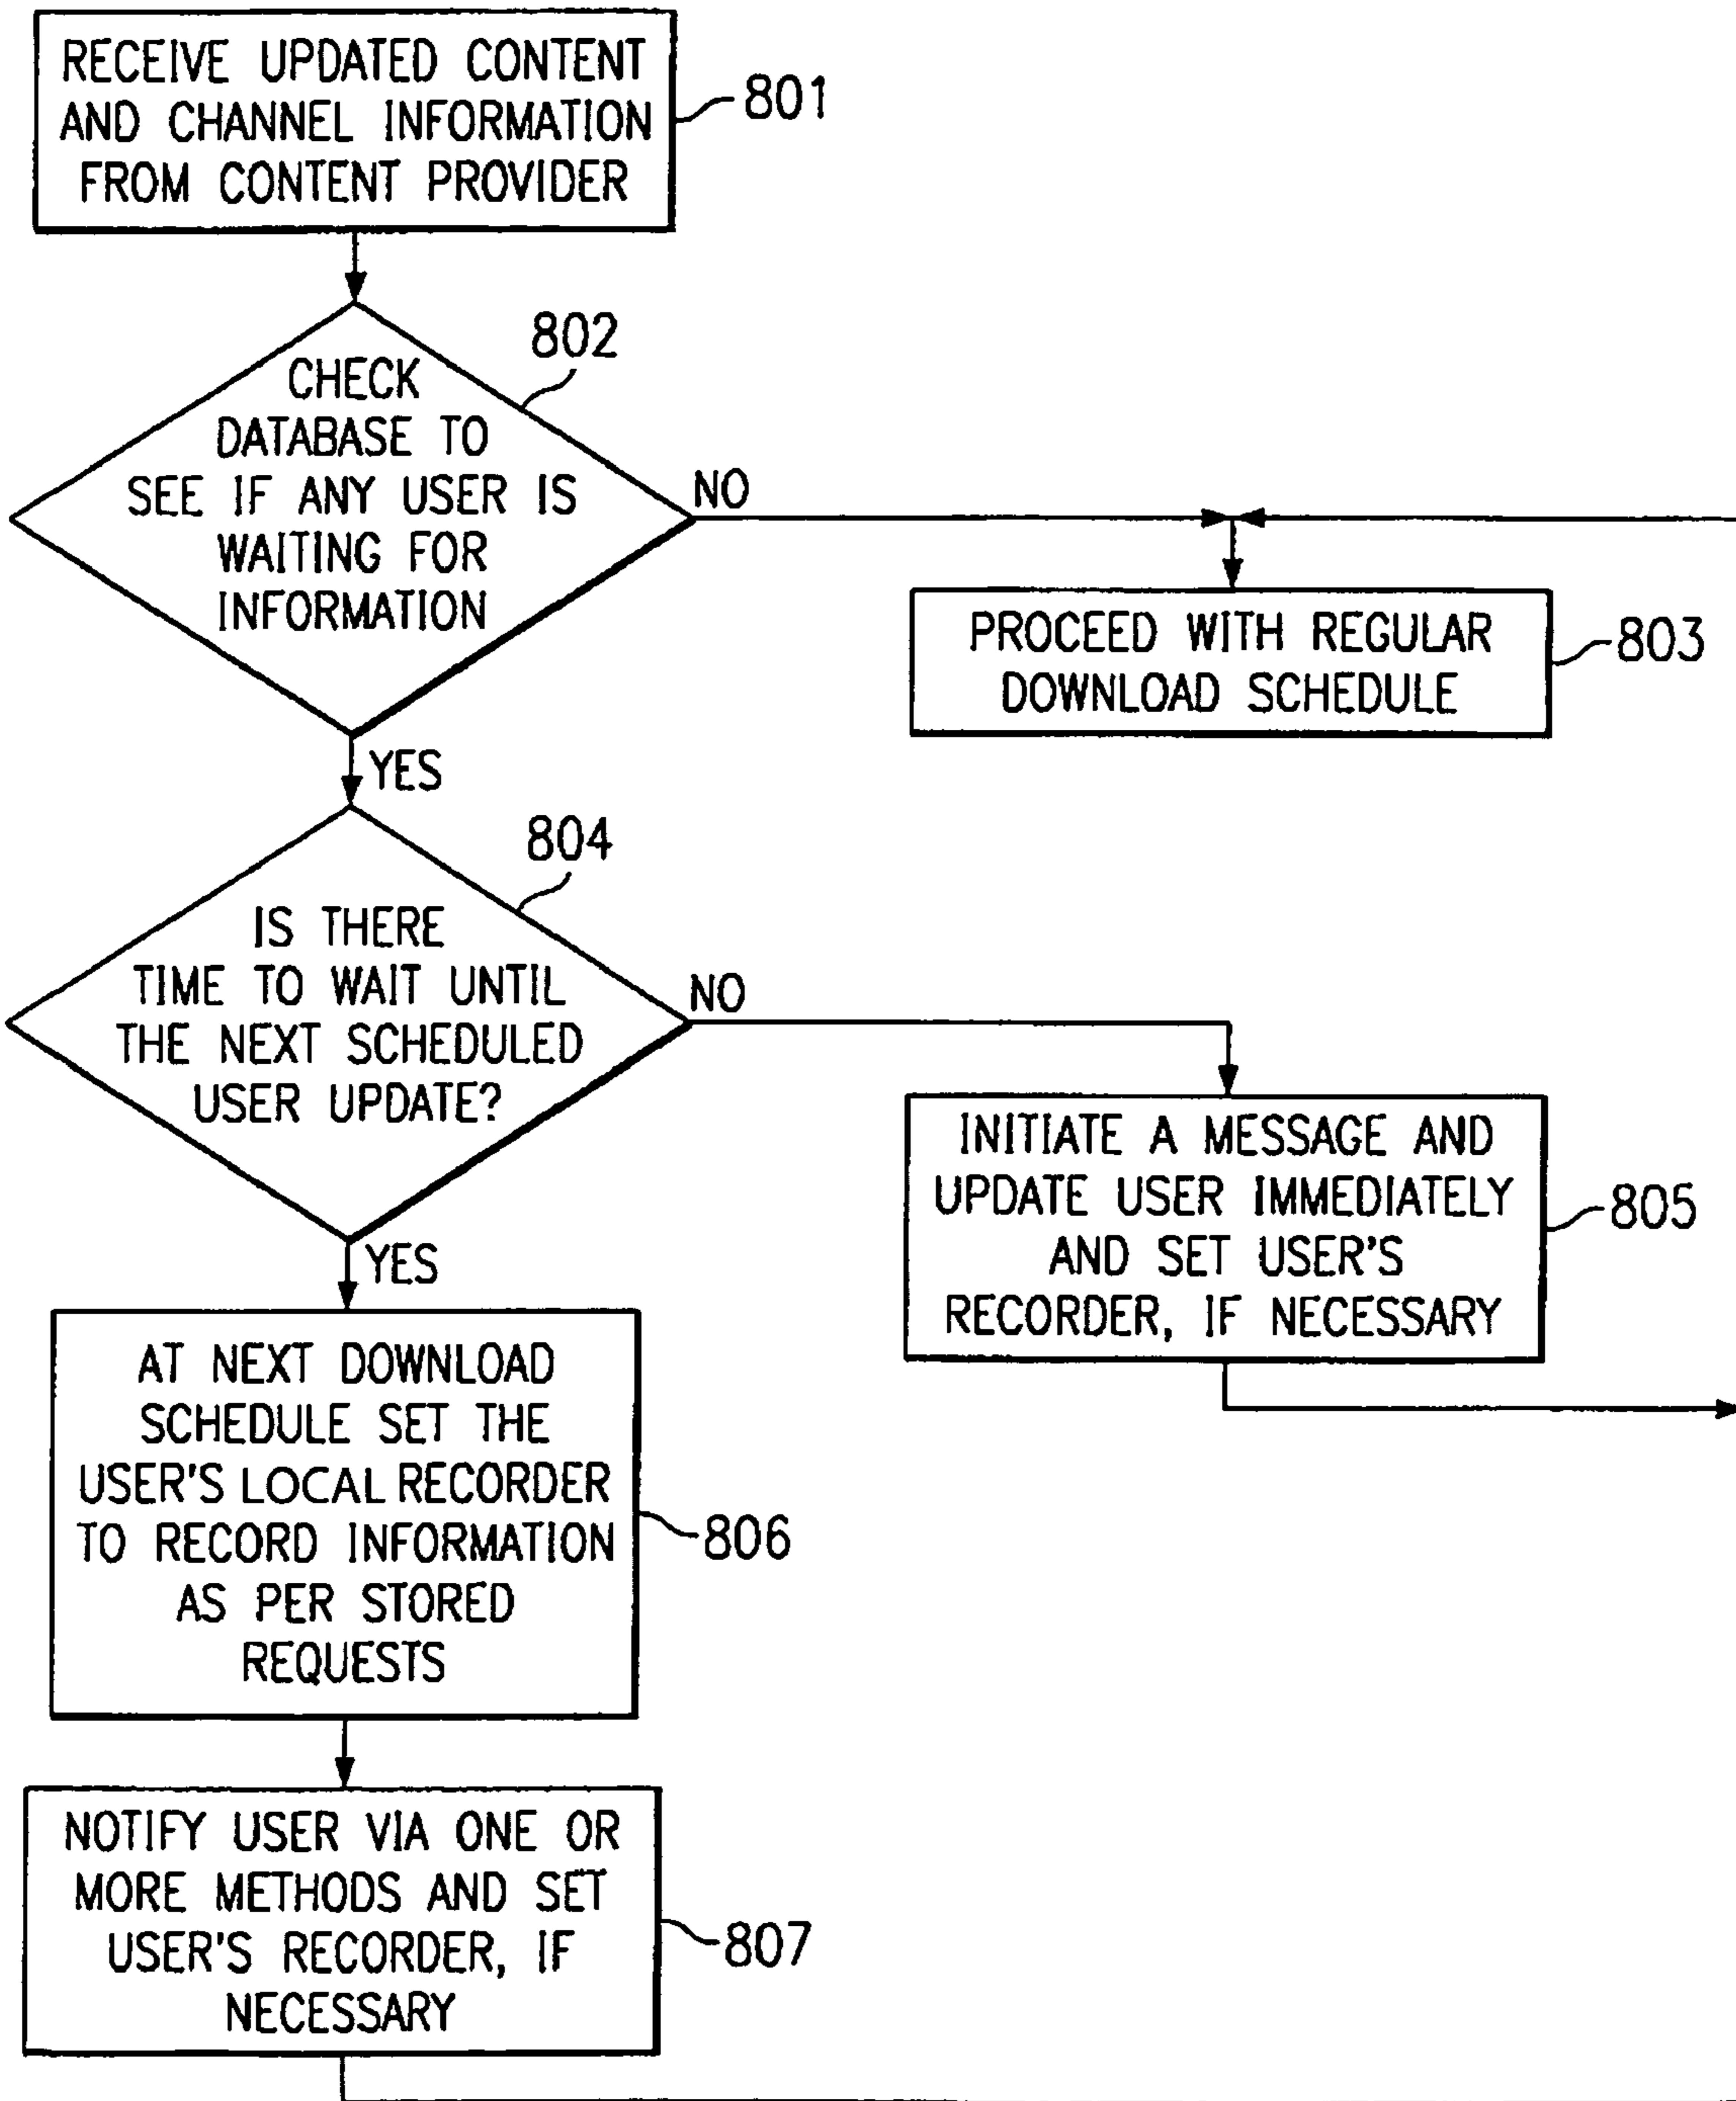 RECEIVE UPDATED CONTENT
AND CHANNEL INFORMATION
FROM CONTENT PROVIDER
801
802
CHECK
DATABASE TO
SEE IF ANY USER IS
WAITING FOR
INFORMATION
NO
PROCEED WITH REGULAR
DOWNLOAD SCHEDULE
803
YES
804
IS THERE
TIME TO WAIT UNTIL
THE NEXT SCHEDULED
USER UPDATE?
NO
INITIATE A MESSAGE AND
UPDATE USER IMMEDIATELY
AND SET USER'S
RECORDER, IF NECESSARY
805
YES
AT NEXT DOWNLOAD
SCHEDULE SET THE
USER'S LOCAL RECORDER
TO RECORD INFORMATION
AS PER STORED
REQUESTS
806
NOTIFY USER VIA ONE OR
MORE METHODS AND SET
USER'S RECORDER, IF
NECESSARY
807